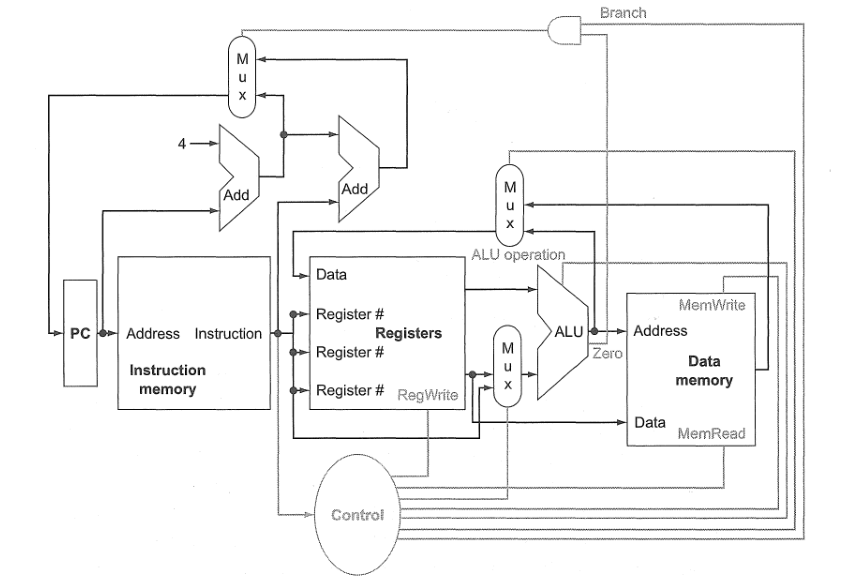 Branch
M
u
x
4
Add
Add
M
u
x
ALU operation
Data
PC
Address
Instruction
Instruction
memory
Register #
Register #
Register #
Registers
RegWrite
M
u
x
ALU
Zero
MemWrite
Address
Data
memory
Data
MemRead
Control